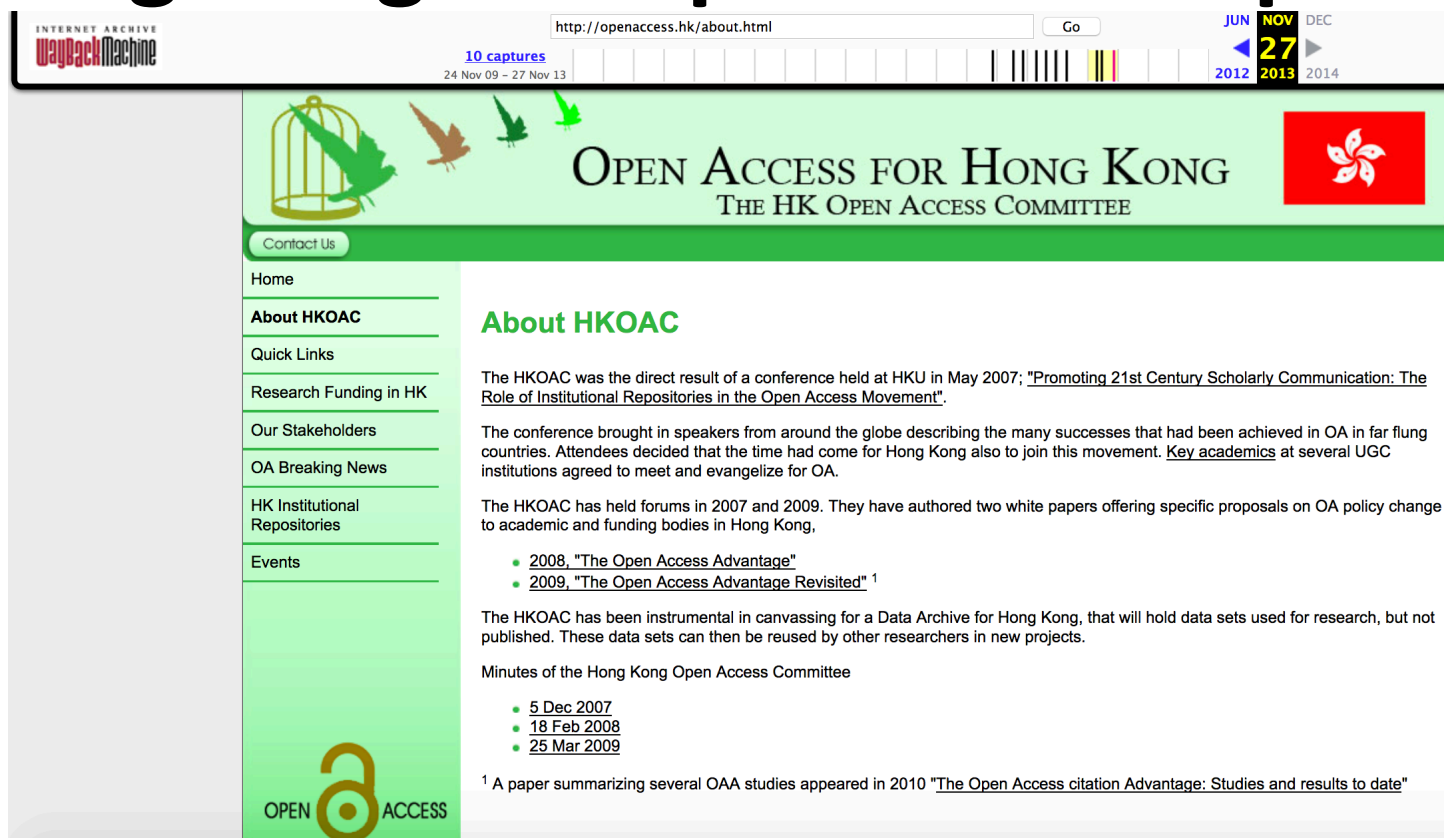 INTERNET ARCHIVE
WayBackMachine
http://openaccess.hk/about.html
Go
10 captures
24 Nov 09 – 27 Nov 13
JUN NOV DEC
27
2012 2013 2014
OPEN ACCESS FOR HONG KONG
THE HK OPEN ACCESS COMMITTEE
Contact Us
Home
About HKOAC
Quick Links
Research Funding in HK
Our Stakeholders
OA Breaking News
HK Institutional
Repositories
Events
OPEN ACCESS
About HKOAC
The HKOAC was the direct result of a conference held at HKU in May 2007; "Promoting 21st Century Scholarly Communication: The
Role of Institutional Repositories in the Open Access Movement".
The conference brought in speakers from around the globe describing the many successes that had been achieved in OA in far flung
countries. Attendees decided that the time had come for Hong Kong also to join this movement. Key academics at several UGC
institutions agreed to meet and evangelize for OA.
The HKOAC has held forums in 2007 and 2009. They have authored two white papers offering specific proposals on OA policy change
to academic and funding bodies in Hong Kong,
2008, "The Open Access Advantage"
2009, "The Open Access Advantage Revisited" 1
The HKOAC has been instrumental in canvassing for a Data Archive for Hong Kong, that will hold data sets used for research, but not
published. These data sets can then be reused by other researchers in new projects.
Minutes of the Hong Kong Open Access Committee
5 Dec 2007
18 Feb 2008
25 Mar 2009
1 A paper summarizing several OAA studies appeared in 2010 "The Open Access citation Advantage: Studies and results to date"